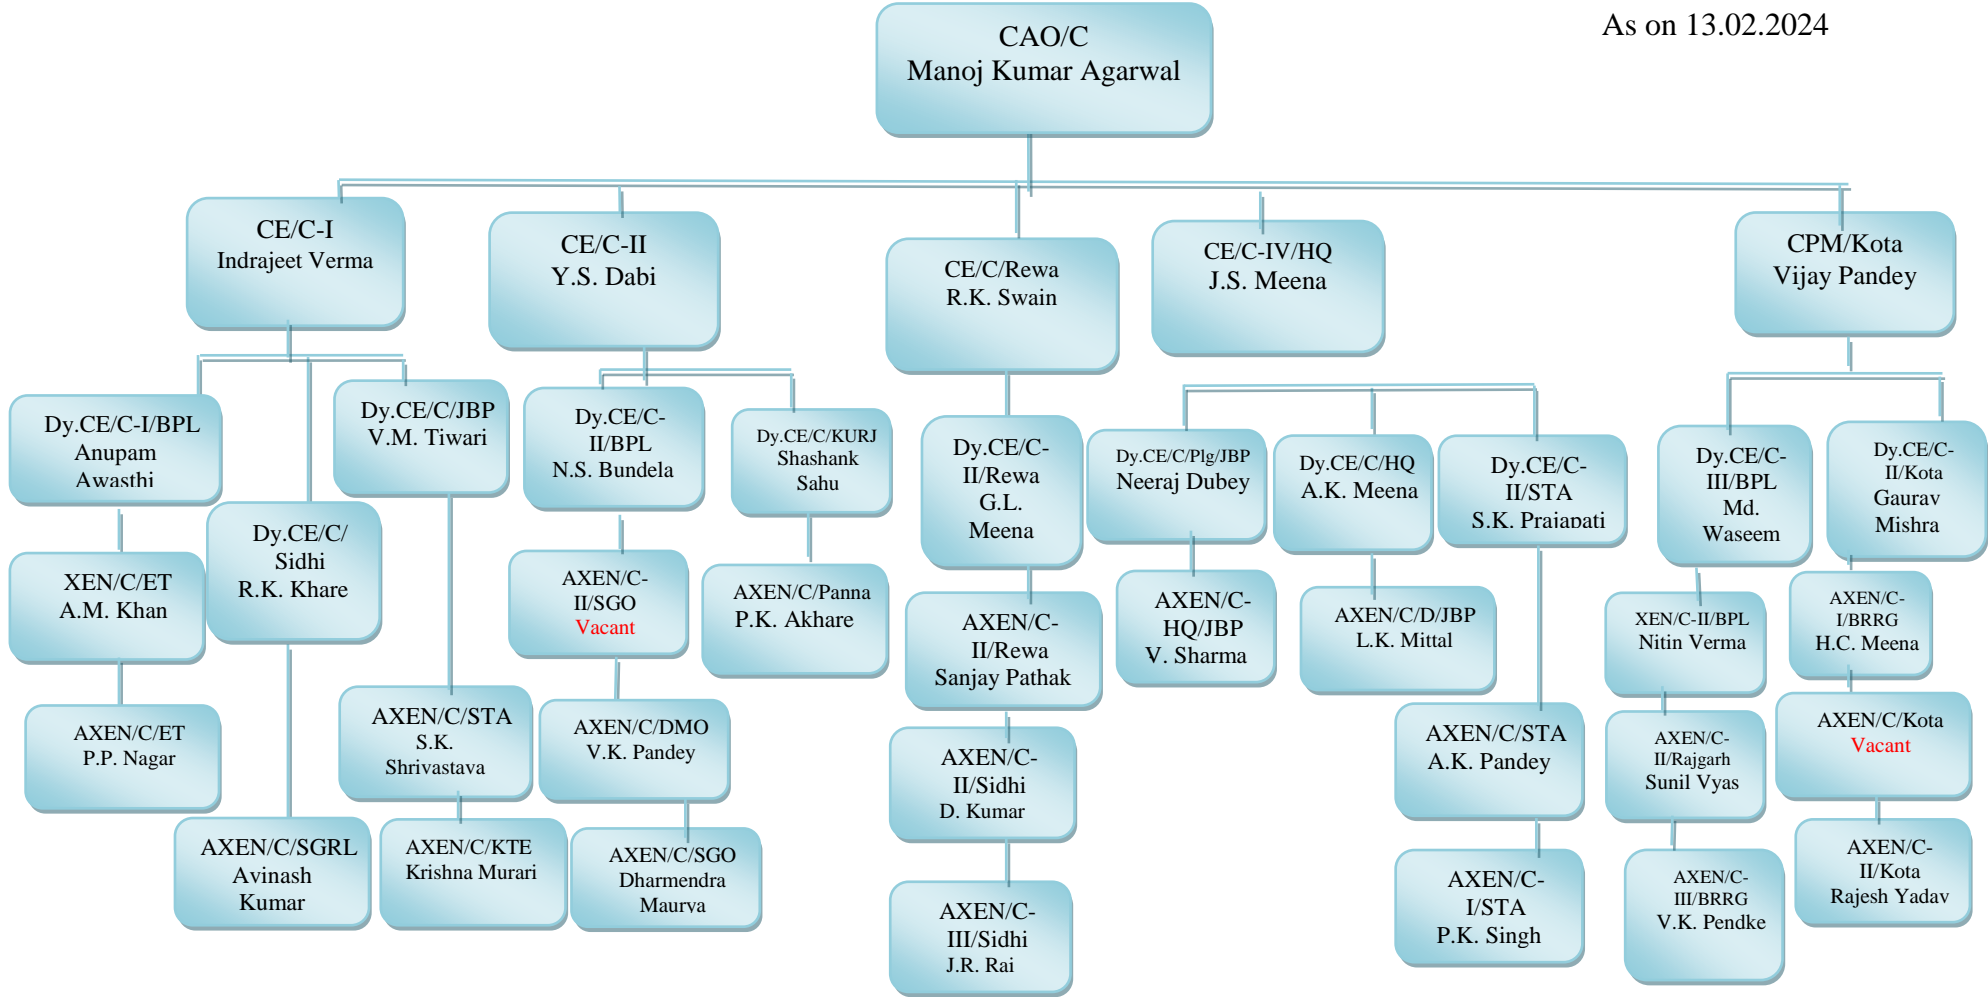 As on 13.02.2024
CAO/C
Manoj Kumar Agarwal
CE/C-I
Indrajeet Verma
CE/C-II
Y.S. Dabi
CE/C/Rewa
R.K. Swain
CE/C-IV/HQ
J.S. Meena
CPM/Kota
Vijay Pandey
Dy.CE/C-I/BPL
Anupam
Awasthi
Dy.CE/C/
Sidhi
R.K. Khare
Dy.CE/C/JBP
V.M. Tiwari
Dy.CE/C-
II/BPL
N.S. Bundela
Dy.CE/C/KURJ
Shashank
Sahu
Dy.CE/C-
II/Rewa
G.L.
Meena
Dy.CE/C/Plg/JBP
Neeraj Dubey
Dy.CE/C/HQ
A.K. Meena
Dy.CE/C-
II/STA
S.K. Prajapati
Dy.CE/C-
III/BPL
Md.
Waseem
Dy.CE/C-
II/Kota
Gaurav
Mishra
XEN/C/ET
A.M. Khan
AXEN/C-
II/SGO
Vacant
AXEN/C/Panna
P.K. Akhare
AXEN/C-
II/Rewa
Sanjay Pathak
AXEN/C-
HQ/JBP
V. Sharma
AXEN/C/D/JBP
L.K. Mittal
XEN/C-II/BPL
Nitin Verma
AXEN/C-
I/BRRG
H.C. Meena
AXEN/C/ET
P.P. Nagar
AXEN/C/STA
S.K.
Shrivastava
AXEN/C/DMO
V.K. Pandey
AXEN/C-
II/Sidhi
D. Kumar
AXEN/C/STA
A.K. Pandey
AXEN/C-
II/Rajgarh
Sunil Vyas
AXEN/C/Kota
Vacant
AXEN/C/SGRL
Avinash
Kumar
AXEN/C/KTE
Krishna Murari
AXEN/C/SGO
Dharmendra
Maurya
AXEN/C-
III/Sidhi
J.R. Rai
AXEN/C-
I/STA
P.K. Singh
AXEN/C-
III/BRRG
V.K. Pendke
AXEN/C-
II/Kota
Rajesh Yadav